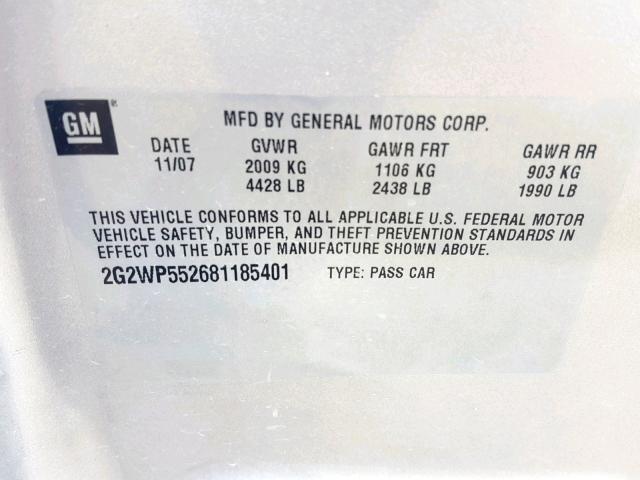 GM®
MFD BY GENERAL MOTORS CORP.
DATE GVWR GAWR FRT GAWR RR
11/07 2009 KG 1106 KG 903 KG
4428 LB 2438 LB 1990 LB
THIS VEHICLE CONFORMS TO ALL APPLICABLE U.S. FEDERAL MOTOR
VEHICLE SAFETY, BUMPER, AND THEFT PREVENTION STANDARDS IN
EFFECT ON THE DATE OF MANUFACTURE SHOWN ABOVE.
2G2WP552681185401 TYPE: PASS CAR